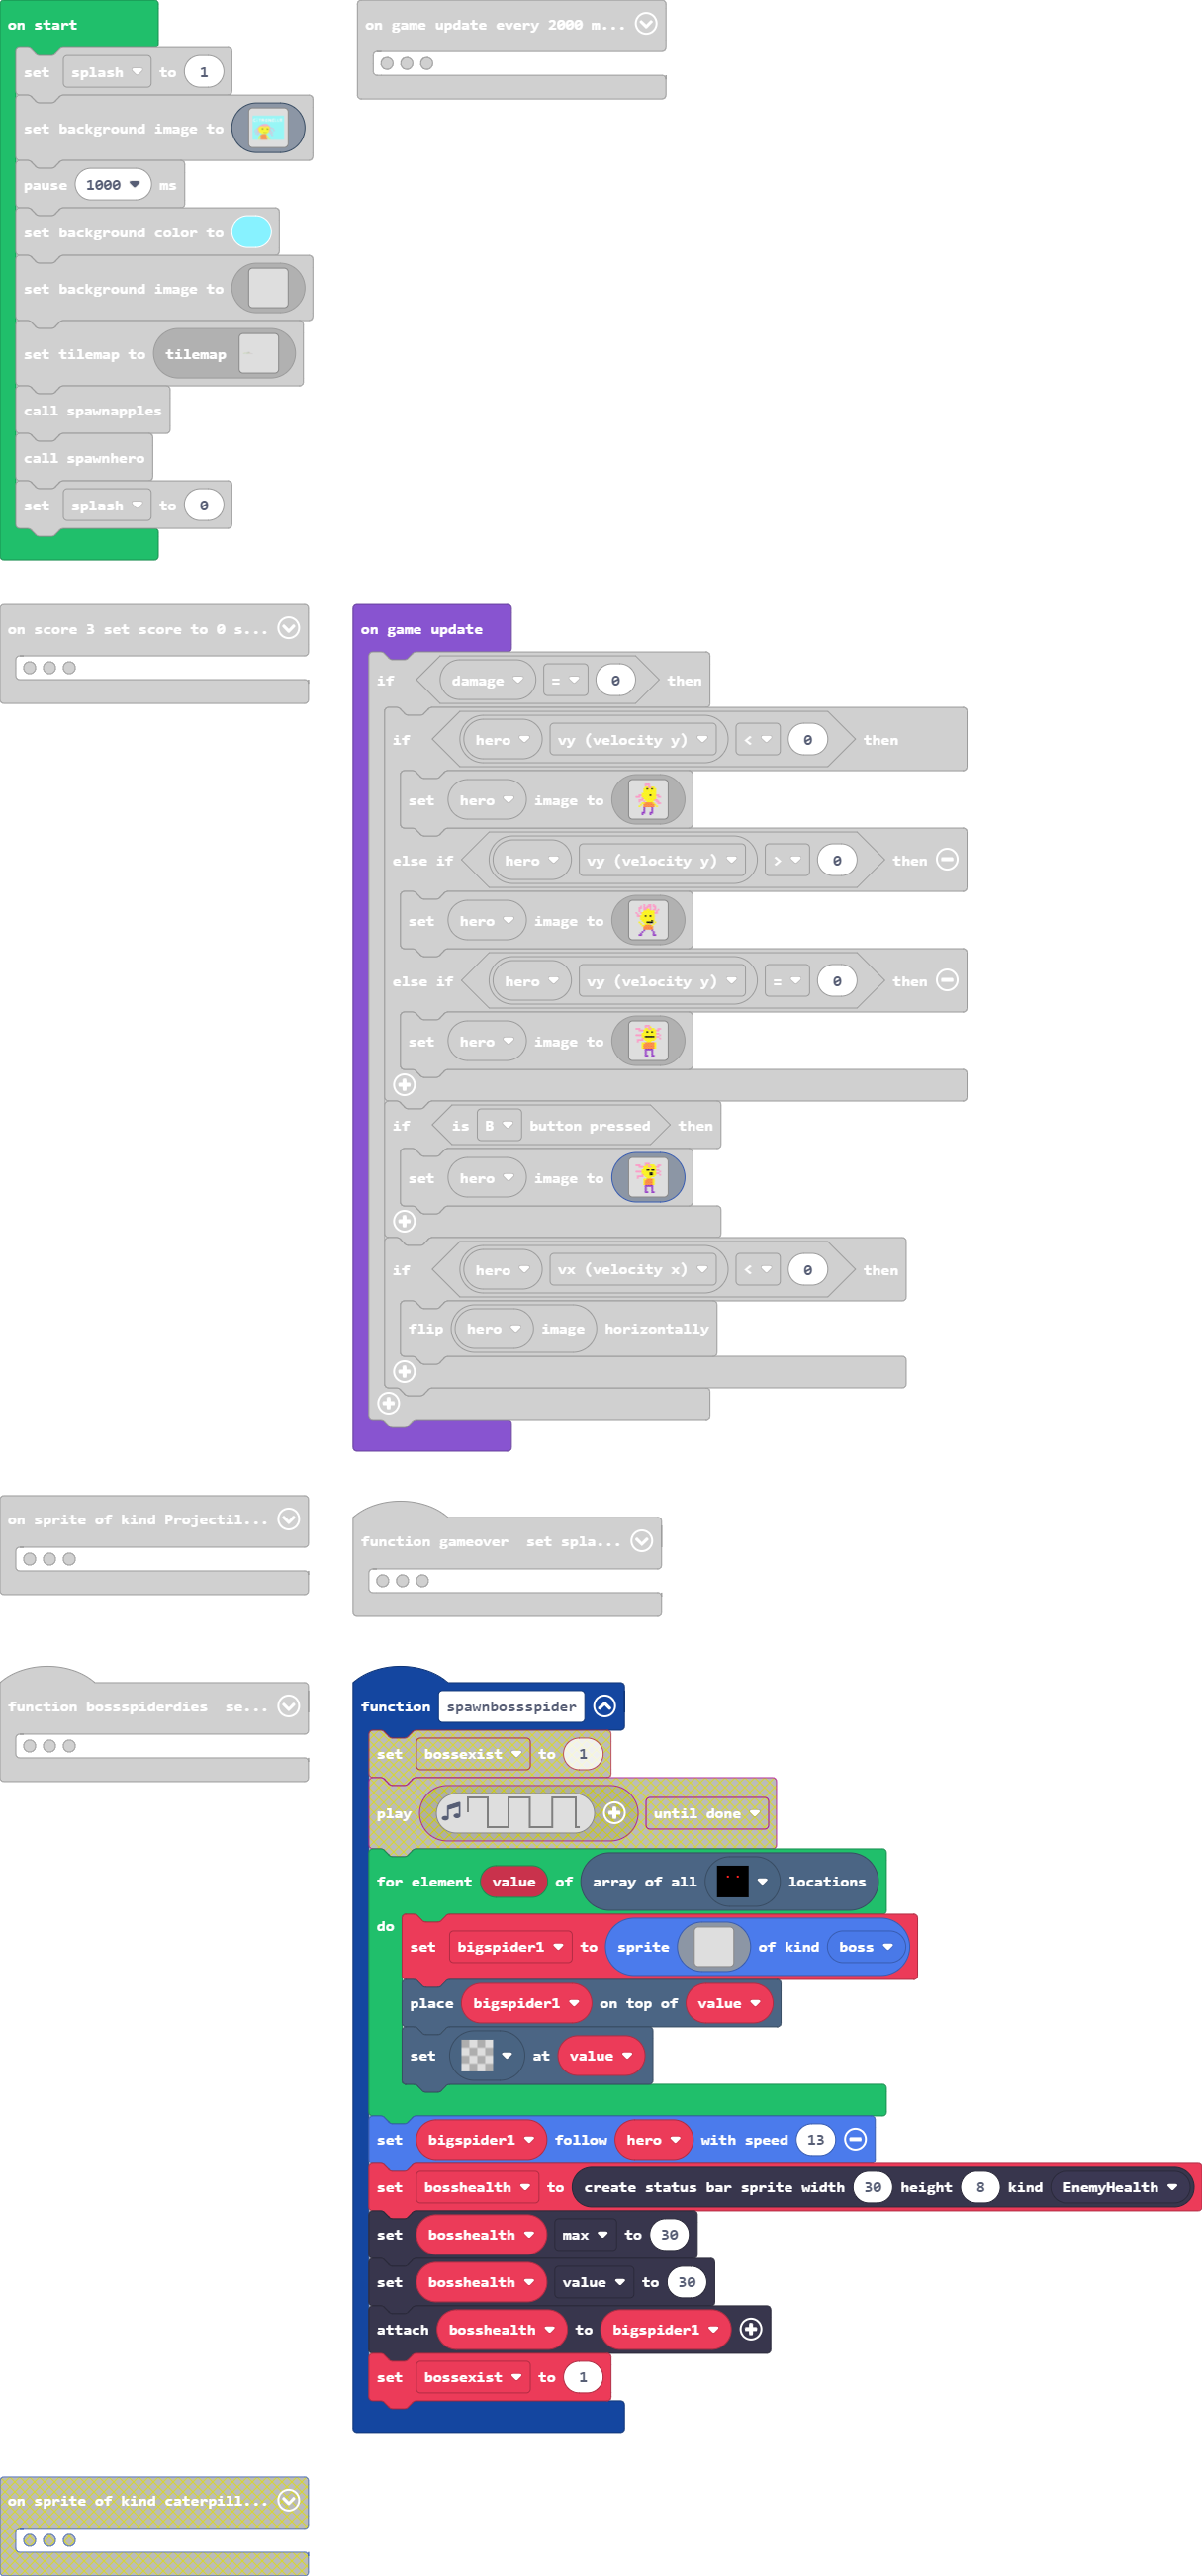 on start
set splash to 1
set background image to
pause 1000 ms
set background color to
set background image to
set tilemap to tilemap
call spawnapples
call spawnhero
set splash to 0
on game update every 2000 m...
on score 3 set score to 0 s...
on game update
if damage = 0 then
if hero vy (velocity y) < 0 then
set hero image to
else if hero vy (velocity y) > 0 then
set hero image to
else if hero vy (velocity y) = 0 then
set hero image to
if is B button pressed then
set hero image to
if hero vx (velocity x) < 0 then
flip hero image horizontally
on sprite of kind Projectil...
function gameover set spla...
function bossspiderdies se...
function spawnbossspider
set bossexist to 1
play until done
for element value of array of all locations
do
set bigspider1 to sprite of kind boss
place bigspider1 on top of value
set at value
set bigspider1 follow hero with speed 13
set bosshealth to create status bar sprite width 30 height 8 kind EnemyHealth
set bosshealth max to 30
set bosshealth value to 30
attach bosshealth to bigspider1
set bossexist to 1
on sprite of kind caterpill...